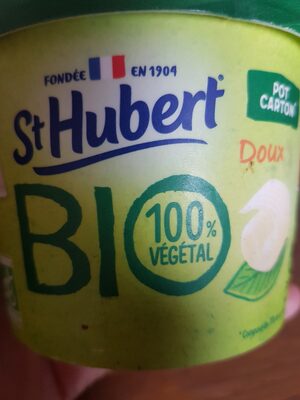 FONDÉE EN 1904
St Hubert
POT
CARTON
Doux
BIO
100%
VÉGÉTAL